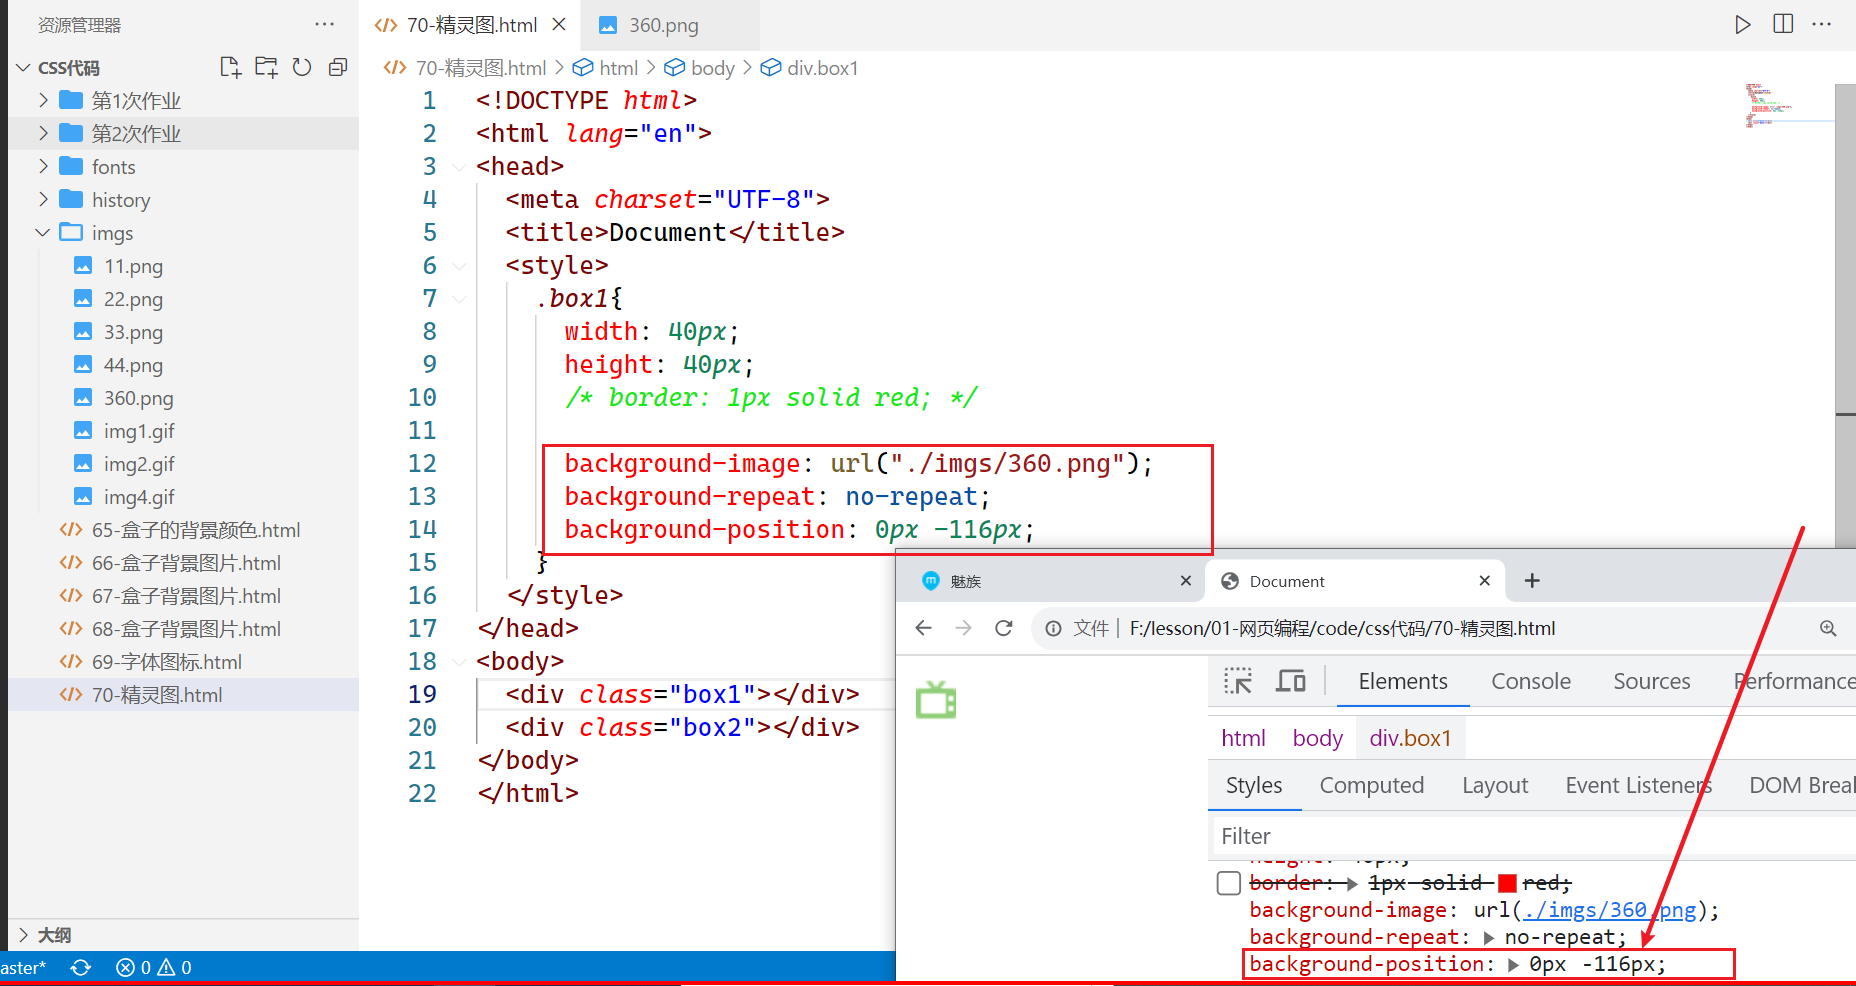 资源管理器 ···
CSS代码
第1次作业
第2次作业
fonts
history
imgs
11.png
22.png
33.png
44.png
360.png
img1.gif
img2.gif
img4.gif
65-盒子的背景颜色.html
66-盒子背景图片.html
67-盒子背景图片.html
68-盒子背景图片.html
69-字体图标.html
70-精灵图.html
大纲
aster* 0 0
70-精灵图.html 360.png ···
70-精灵图.html > html > body > div.box1
1 <!DOCTYPE html>
2 <html lang="en">
3 <head>
4 <meta charset="UTF-8">
5 <title>Document</title>
6 <style>
7 .box1{
8 width: 40px;
9 height: 40px;
10 /* border: 1px solid red; */
11
12 background-image: url("./imgs/360.png");
13 background-repeat: no-repeat;
14 background-position: 0px -116px;
15 }
16 </style>
17 </head>
18 <body>
19 <div class="box1"></div>
20 <div class="box2"></div>
21 </body>
22 </html>
魅族 Document
文件 | F:/lesson/01-网页编程/code/css代码/70-精灵图.html
Elements Console Sources Performance
html body div.box1
Styles Computed Layout Event Listeners DOM Breal
Filter
border: 1px solid red;
background-image: url(./imgs/360.png);
background-repeat: no-repeat;
background-position: 0px -116px;